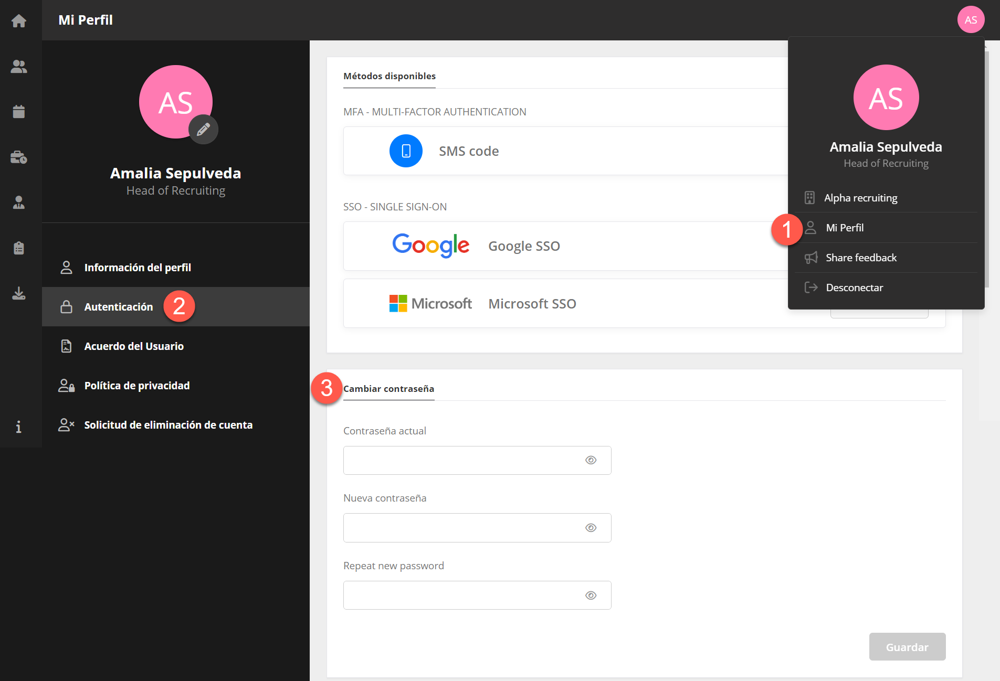 Mi Perfil
AS
AS
Amalia Sepulveda
Head of Recruiting
Información del perfil
Autenticación
2
Acuerdo del Usuario
Política de privacidad
Solicitud de eliminación de cuenta
i
Métodos disponibles
MFA - MULTI-FACTOR AUTHENTICATION
SMS code
SSO - SINGLE SIGN-ON
Google Google SSO
Microsoft Microsoft SSO
AS
Amalia Sepulveda
Head of Recruiting
Alpha recruiting
1 Mi Perfil
Share feedback
Desconectar
3 Cambiar contraseña
Contraseña actual
Nueva contraseña
Repeat new password
Guardar